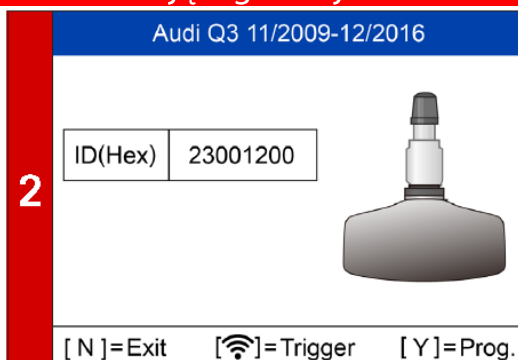 Audi Q3 11/2009-12/2016
ID(Hex) 23001200
2
[ N ]=Exit [ ]=Trigger [ Y ]=Prog.